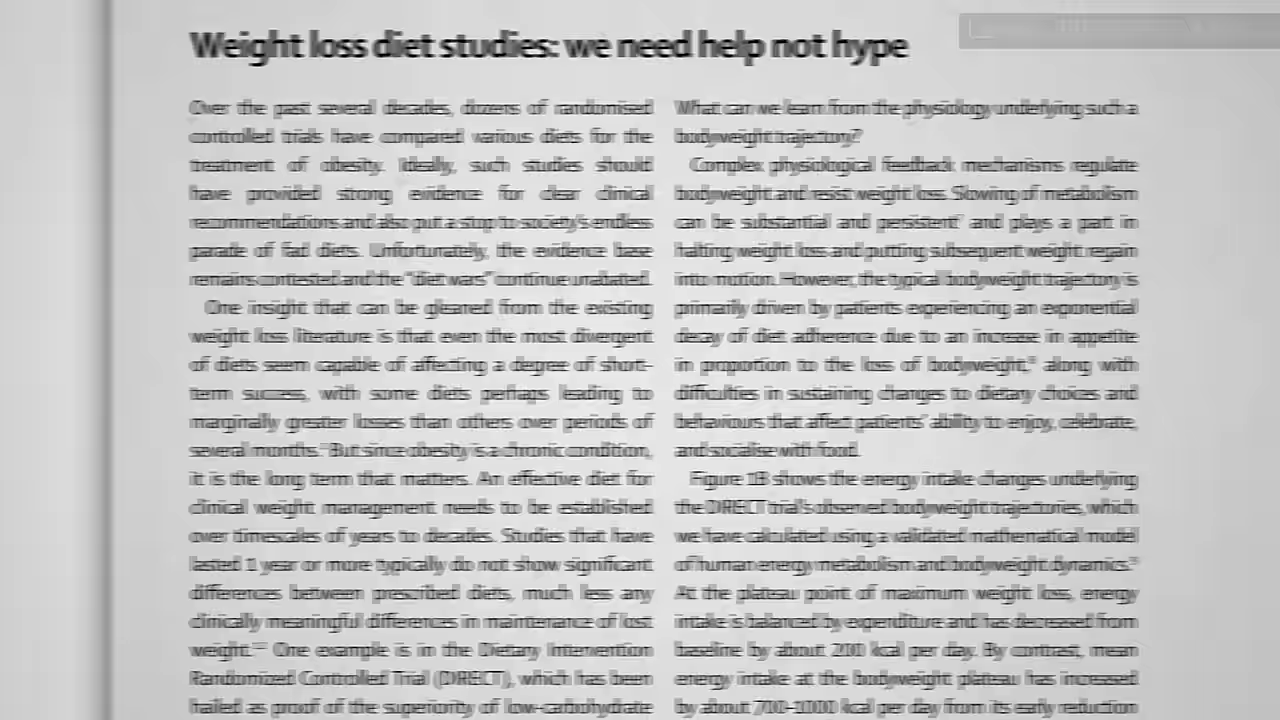 Weight loss diet studies: we need help not hype
Over the past several decades, dozens of randomised
controlled trials have compared various diets for the
treatment of obesity. Ideally, such studies should
have provided strong evidence for clear clinical
recommendations and also put a stop to society's endless
parade of fad diets. Unfortunately, the evidence base
remains contested and the "diet wars" continue unabated.
One insight that can be gleaned from the existing
weight loss literature is that even the most divergent
of diets seem capable of affecting a degree of short-
term success, with some diets perhaps leading to
marginally greater losses than others over periods of
several months. But since obesity is a chronic condition,
it is the long term that matters. An effective diet for
clinical weight management needs to be established
over timescales of years to decades. Studies that have
lasted 1 year or more typically do not show significant
differences between prescribed diets, much less any
clinically meaningful differences in maintenance of lost
weight. One example is in the Dietary Intervention
Randomized Controlled Trial (DIRECT), which has been
hailed as proof of the superiority of low-carbohydrate
What can we learn from the physiology underlying such a
bodyweight trajectory?
Complex physiological feedback mechanisms regulate
bodyweight and resist weight loss. Slowing of metabolism
can be substantial and persistent and plays a part in
halting weight loss and putting subsequent weight regain
into motion. However, the typical bodyweight trajectory is
primarily driven by patients experiencing an exponential
decay of diet adherence due to an increase in appetite
in proportion to the loss of bodyweight, along with
difficulties in sustaining changes to dietary choices and
behaviours that affect patients' ability to enjoy, celebrate,
and socialise with food.
Figure 1B shows the energy intake changes underlying
the DIRECT trial's observed bodyweight trajectories, which
we have calculated using a validated mathematical model
of human energy metabolism and bodyweight dynamics.
At the plateau point of maximum weight loss, energy
intake is balanced by expenditure and has decreased from
baseline by about 200 kcal per day. By contrast, mean
energy intake at the bodyweight plateau has increased
by about 700–1000 kcal per day from its early reduction